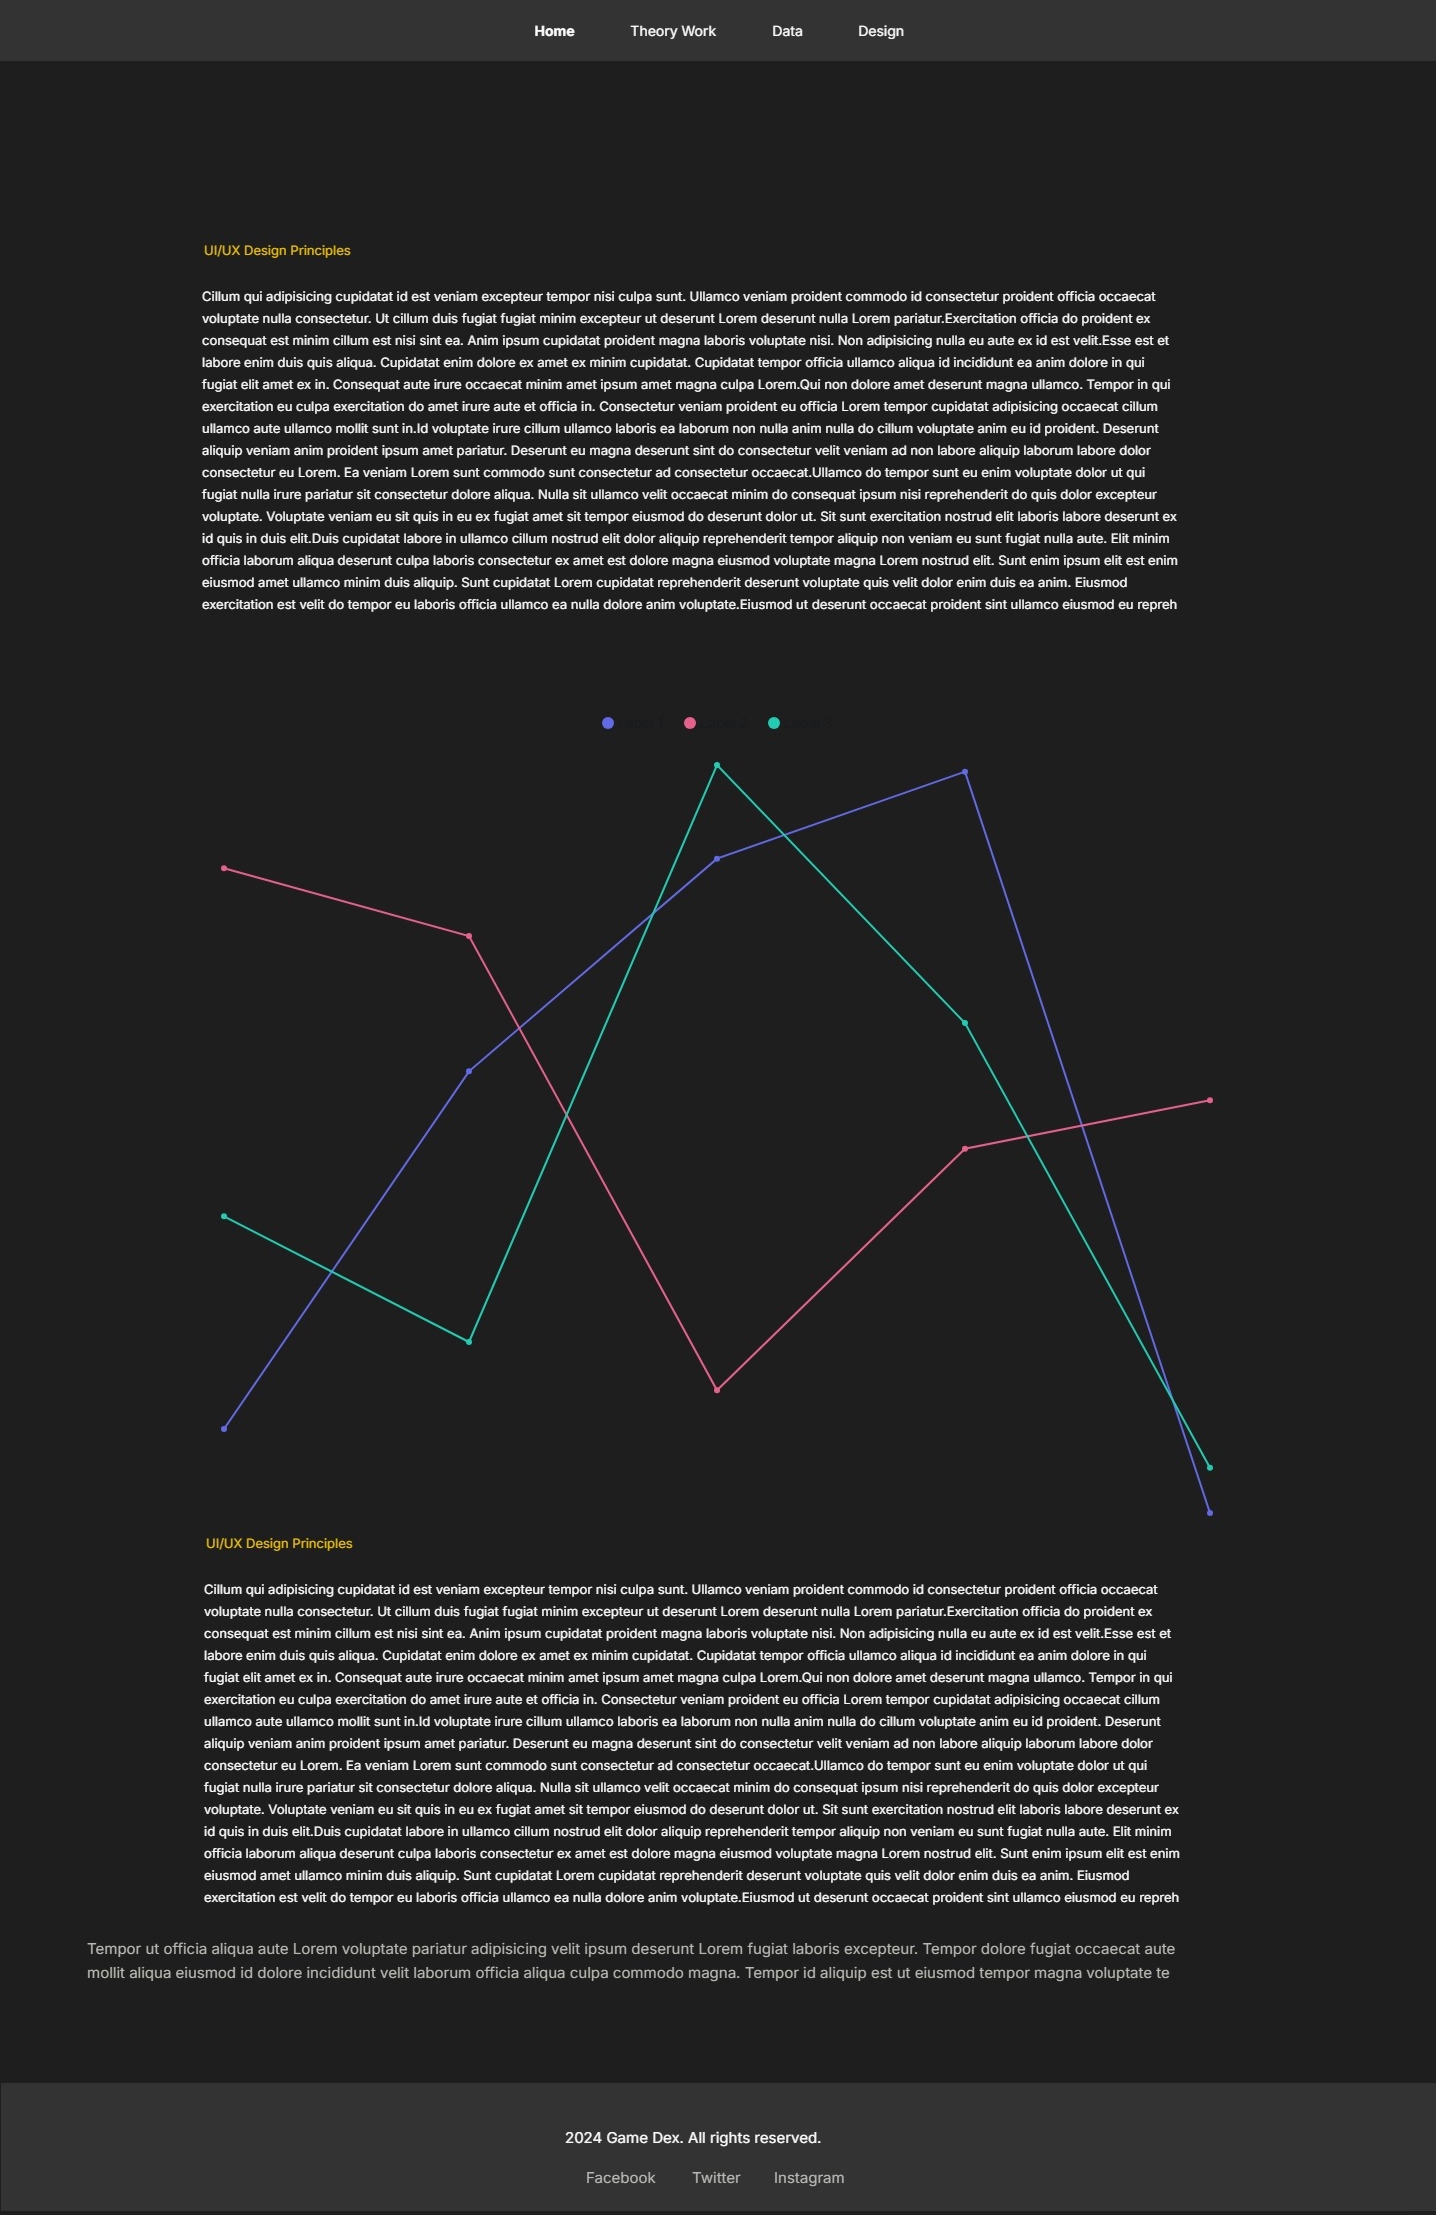 Home Theory Work Data Design
UI/UX Design Principles
Cillum qui adipisicing cupidatat id est veniam excepteur tempor nisi culpa sunt. Ullamco veniam proident commodo id consectetur proident officia occaecat
voluptate nulla consectetur. Ut cillum duis fugiat fugiat minim excepteur ut deserunt Lorem deserunt nulla Lorem pariatur.Exercitation officia do proident ex
consequat est minim cillum est nisi sint ea. Anim ipsum cupidatat proident magna laboris voluptate nisi. Non adipisicing nulla eu aute ex id est velit.Esse est et
labore enim duis quis aliqua. Cupidatat enim dolore ex amet ex minim cupidatat. Cupidatat tempor officia ullamco aliqua id incididunt ea anim dolore in qui
fugiat elit amet ex in. Consequat aute irure occaecat minim amet ipsum amet magna culpa Lorem.Qui non dolore amet deserunt magna ullamco. Tempor in qui
exercitation eu culpa exercitation do amet irure aute et officia in. Consectetur veniam proident eu officia Lorem tempor cupidatat adipisicing occaecat cillum
ullamco aute ullamco mollit sunt in.Id voluptate irure cillum ullamco laboris ea laborum non nulla anim nulla do cillum voluptate anim eu id proident. Deserunt
aliquip veniam anim proident ipsum amet pariatur. Deserunt eu magna deserunt sint do consectetur velit veniam ad non labore aliquip laborum labore dolor
consectetur eu Lorem. Ea veniam Lorem sunt commodo sunt consectetur ad consectetur occaecat.Ullamco do tempor sunt eu enim voluptate dolor ut qui
fugiat nulla irure pariatur sit consectetur dolore aliqua. Nulla sit ullamco velit occaecat minim do consequat ipsum nisi reprehenderit do quis dolor excepteur
voluptate. Voluptate veniam eu sit quis in eu ex fugiat amet sit tempor eiusmod do deserunt dolor ut. Sit sunt exercitation nostrud elit laboris labore deserunt ex
id quis in duis elit.Duis cupidatat labore in ullamco cillum nostrud elit dolor aliquip reprehenderit tempor aliquip non veniam eu sunt fugiat nulla aute. Elit minim
officia laborum aliqua deserunt culpa laboris consectetur ex amet est dolore magna eiusmod voluptate magna Lorem nostrud elit. Sunt enim ipsum elit est enim
eiusmod amet ullamco minim duis aliquip. Sunt cupidatat Lorem cupidatat reprehenderit deserunt voluptate quis velit dolor enim duis ea anim. Eiusmod
exercitation est velit do tempor eu laboris officia ullamco ea nulla dolore anim voluptate.Eiusmod ut deserunt occaecat proident sint ullamco eiusmod eu repreh
UI/UX Design Principles
Cillum qui adipisicing cupidatat id est veniam excepteur tempor nisi culpa sunt. Ullamco veniam proident commodo id consectetur proident officia occaecat
voluptate nulla consectetur. Ut cillum duis fugiat fugiat minim excepteur ut deserunt Lorem deserunt nulla Lorem pariatur.Exercitation officia do proident ex
consequat est minim cillum est nisi sint ea. Anim ipsum cupidatat proident magna laboris voluptate nisi. Non adipisicing nulla eu aute ex id est velit.Esse est et
labore enim duis quis aliqua. Cupidatat enim dolore ex amet ex minim cupidatat. Cupidatat tempor officia ullamco aliqua id incididunt ea anim dolore in qui
fugiat elit amet ex in. Consequat aute irure occaecat minim amet ipsum amet magna culpa Lorem.Qui non dolore amet deserunt magna ullamco. Tempor in qui
exercitation eu culpa exercitation do amet irure aute et officia in. Consectetur veniam proident eu officia Lorem tempor cupidatat adipisicing occaecat cillum
ullamco aute ullamco mollit sunt in.Id voluptate irure cillum ullamco laboris ea laborum non nulla anim nulla do cillum voluptate anim eu id proident. Deserunt
aliquip veniam anim proident ipsum amet pariatur. Deserunt eu magna deserunt sint do consectetur velit veniam ad non labore aliquip laborum labore dolor
consectetur eu Lorem. Ea veniam Lorem sunt commodo sunt consectetur ad consectetur occaecat.Ullamco do tempor sunt eu enim voluptate dolor ut qui
fugiat nulla irure pariatur sit consectetur dolore aliqua. Nulla sit ullamco velit occaecat minim do consequat ipsum nisi reprehenderit do quis dolor excepteur
voluptate. Voluptate veniam eu sit quis in eu ex fugiat amet sit tempor eiusmod do deserunt dolor ut. Sit sunt exercitation nostrud elit laboris labore deserunt ex
id quis in duis elit.Duis cupidatat labore in ullamco cillum nostrud elit dolor aliquip reprehenderit tempor aliquip non veniam eu sunt fugiat nulla aute. Elit minim
officia laborum aliqua deserunt culpa laboris consectetur ex amet est dolore magna eiusmod voluptate magna Lorem nostrud elit. Sunt enim ipsum elit est enim
eiusmod amet ullamco minim duis aliquip. Sunt cupidatat Lorem cupidatat reprehenderit deserunt voluptate quis velit dolor enim duis ea anim. Eiusmod
exercitation est velit do tempor eu laboris officia ullamco ea nulla dolore anim voluptate.Eiusmod ut deserunt occaecat proident sint ullamco eiusmod eu repreh
Tempor ut officia aliqua aute Lorem voluptate pariatur adipisicing velit ipsum deserunt Lorem fugiat laboris excepteur. Tempor dolore fugiat occaecat aute
mollit aliqua eiusmod id dolore incididunt velit laborum officia aliqua culpa commodo magna. Tempor id aliquip est ut eiusmod tempor magna voluptate te
2024 Game Dex. All rights reserved.
Facebook Twitter Instagram